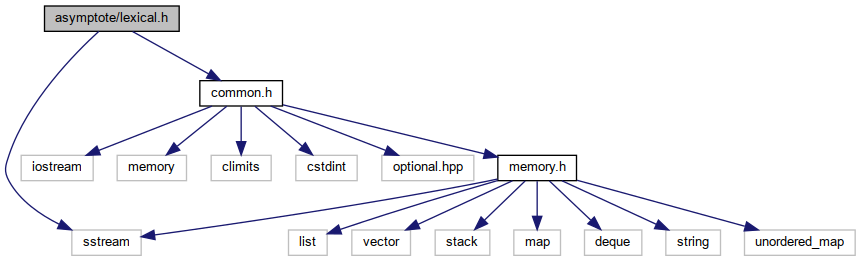 asymptote/lexical.h
common.h
iostream
memory
climits
cstdint
optional.hpp
memory.h
sstream
list
vector
stack
map
deque
string
unordered_map